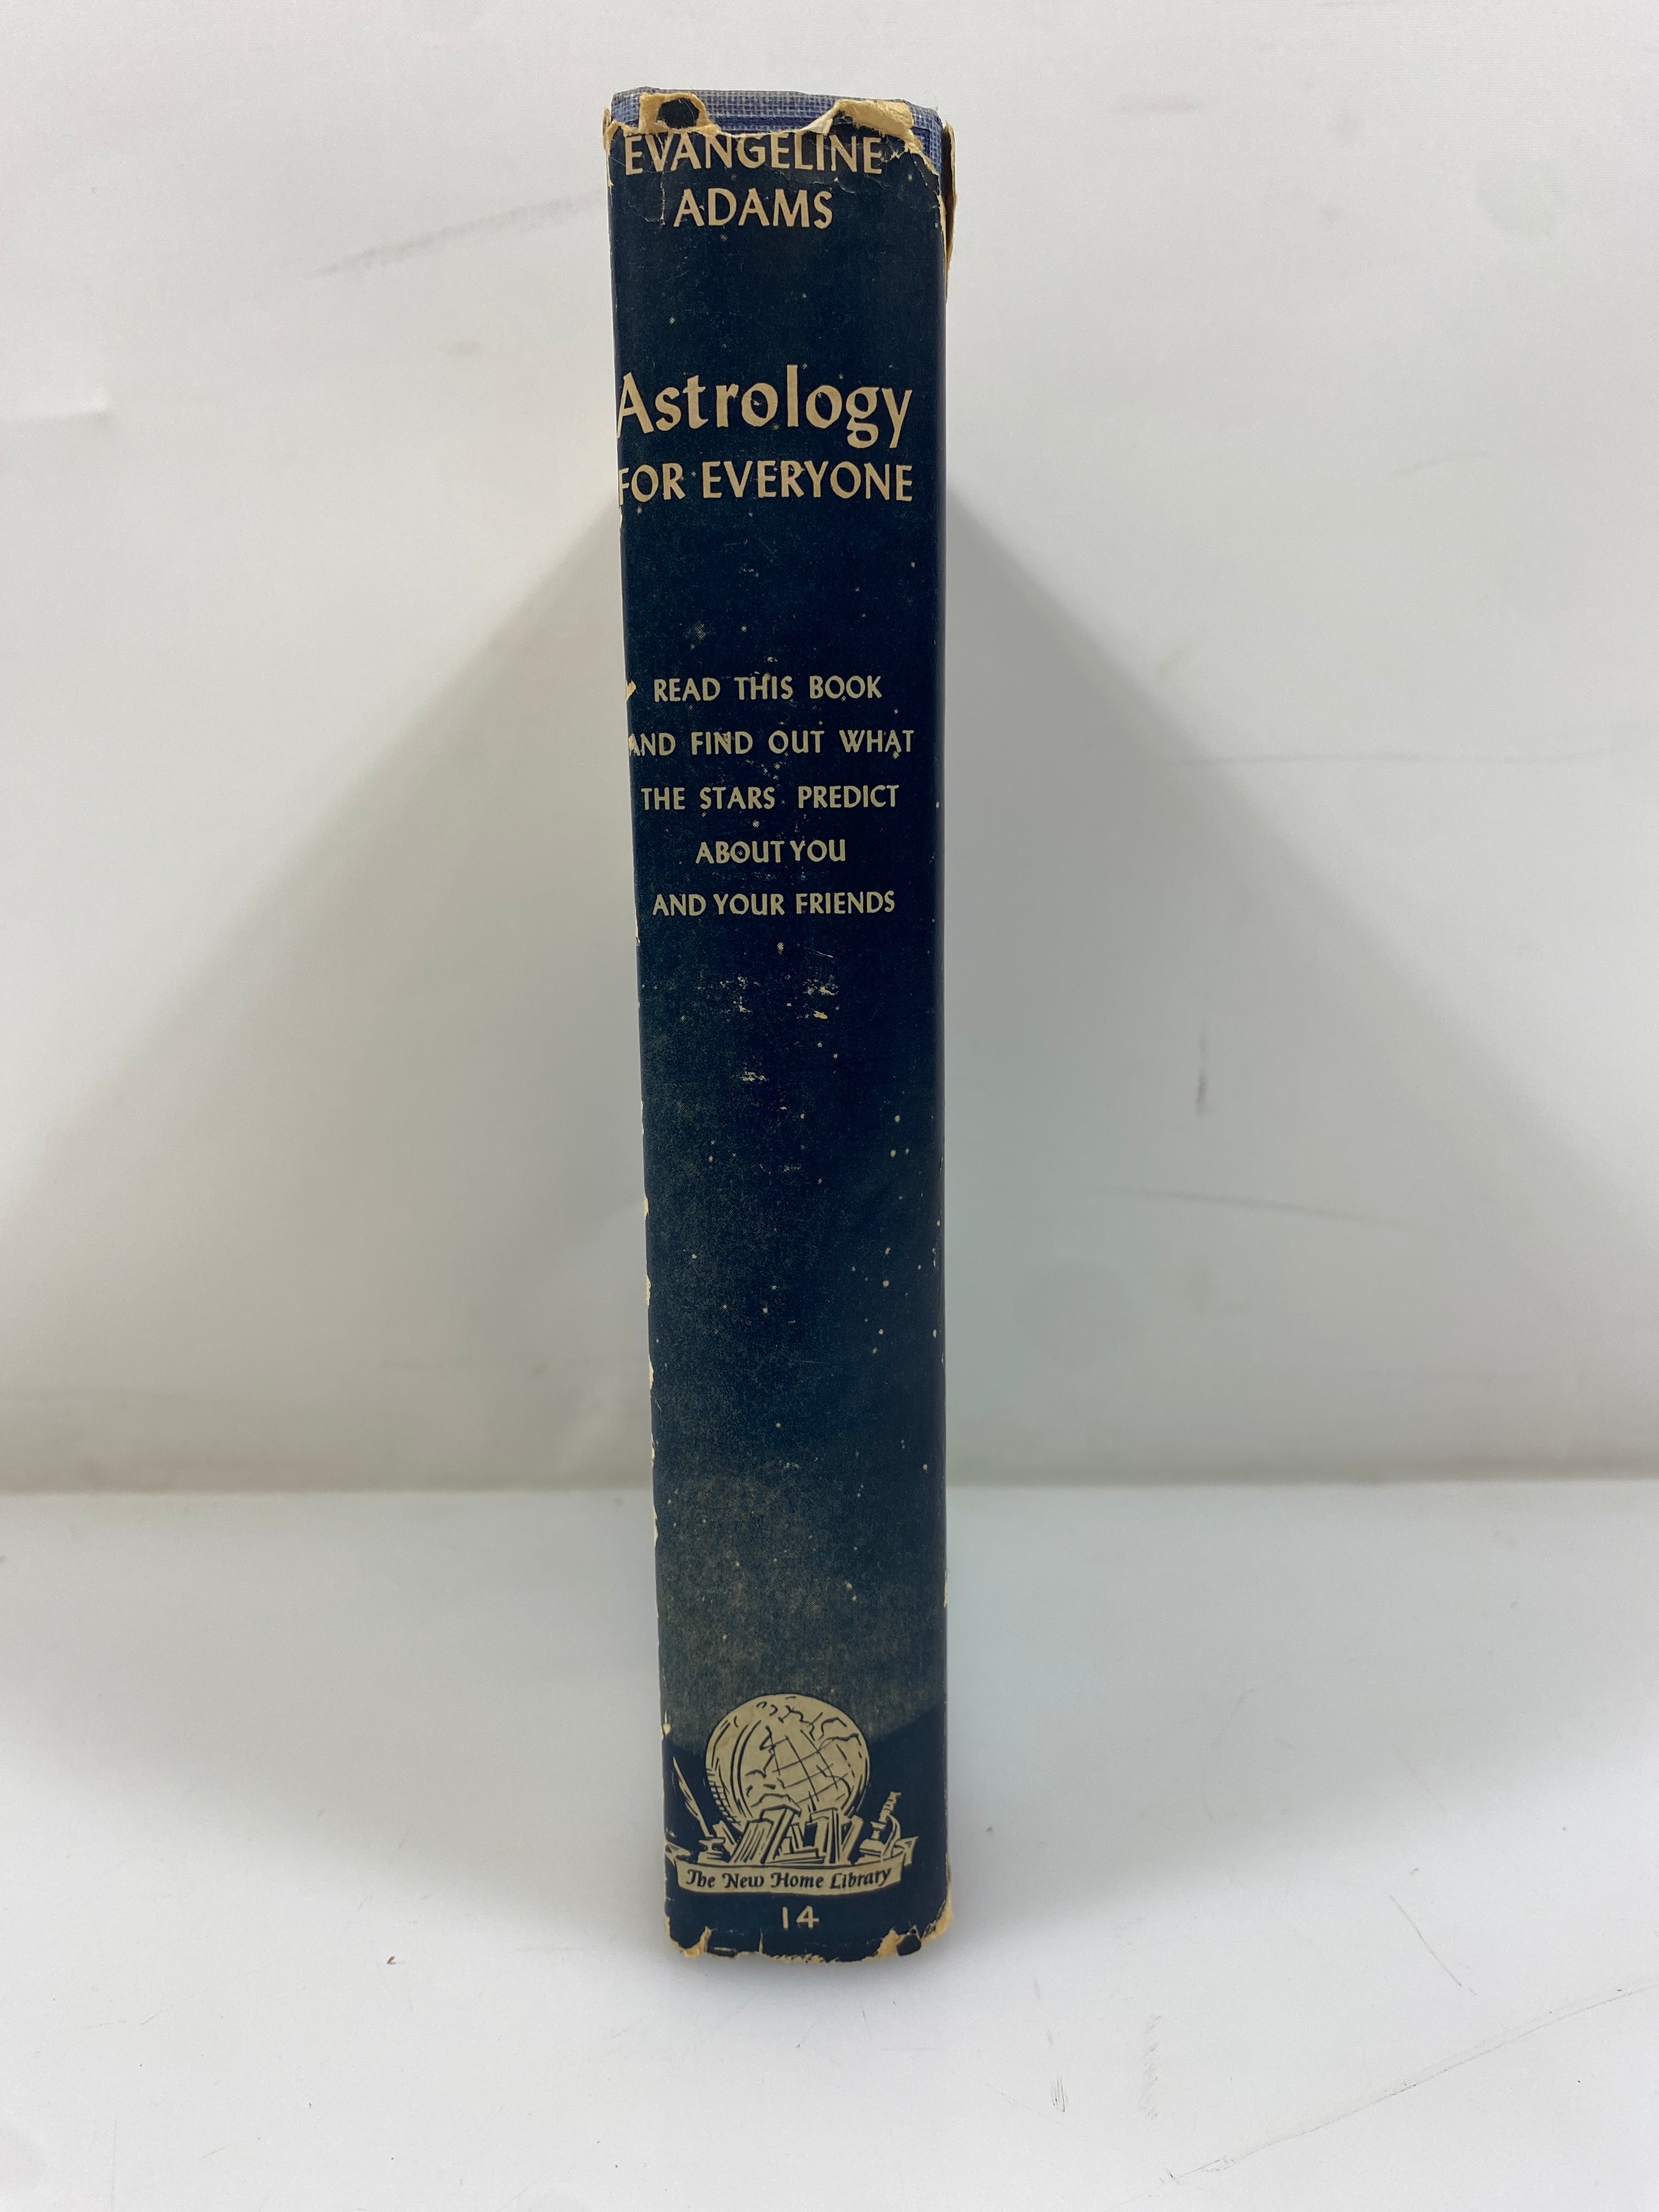 EVANGELINE
ADAMS
Astrology
FOR EVERYONE
READ THIS BOOK
AND FIND OUT WHAT
THE STARS PREDICT
ABOUT YOU
AND YOUR FRIENDS
The New Home Library
14